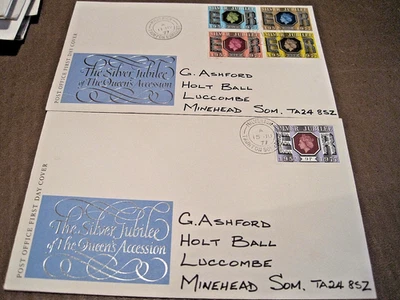 POST OFFICE FIRST DAY COVER
The Silver Jubilee
of The Queen's Accession
G. ASHFORD
HOLT BALL
LUCCOMBE
MINEHEAD SOM. TA24 8SZ
POST OFFICE FIRST DAY COVER
The Silver Jubilee
of The Queen's Accession
G. ASHFORD
HOLT BALL
LUCCOMBE
MINEHEAD SOM. TA24 8SZ